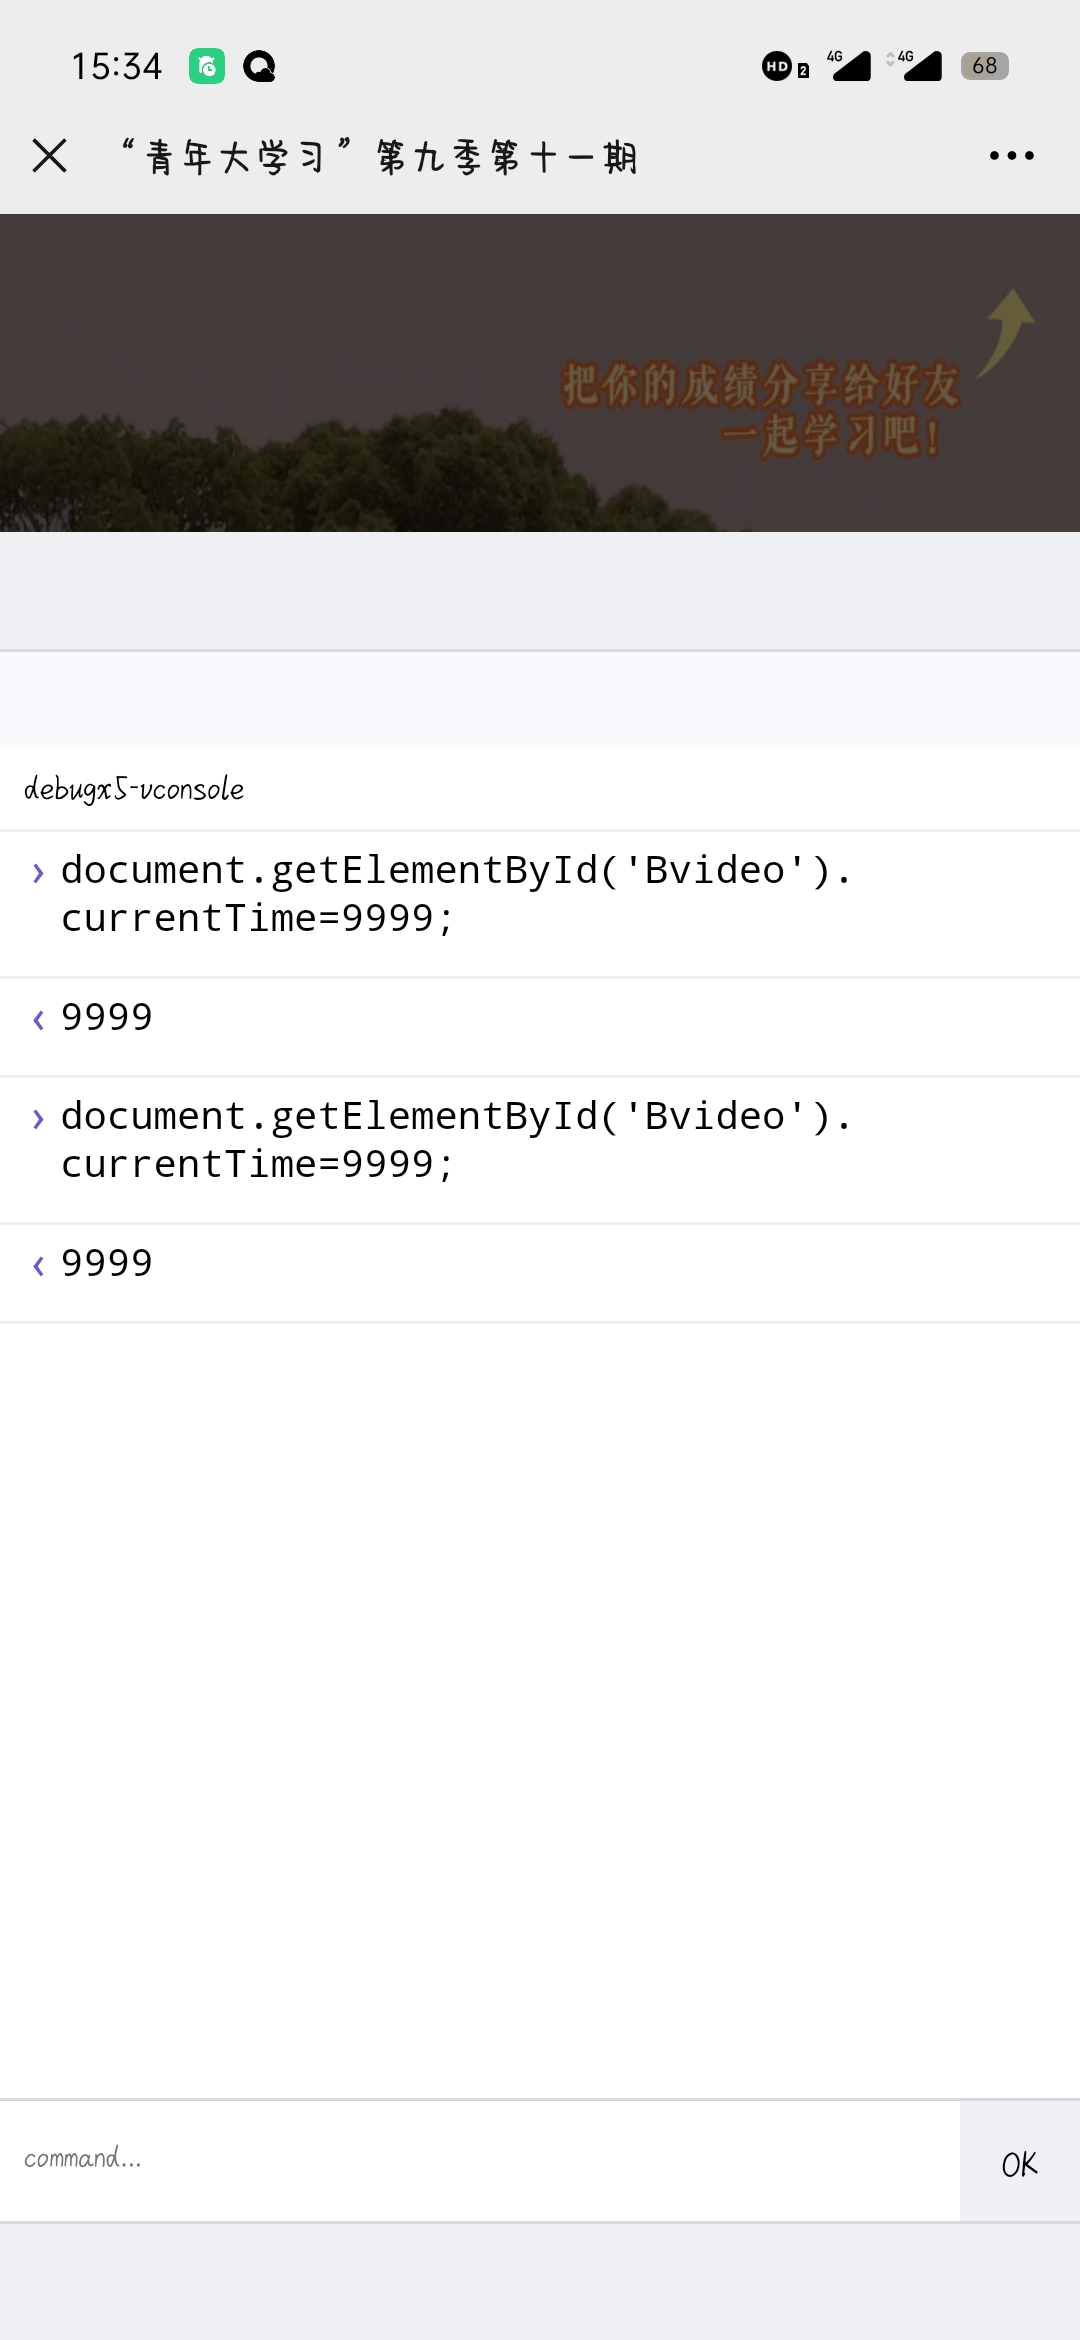 15:34
HD 2 4G 4G 68
“青年大学习”第九季第十一期
把你的成绩分享给好友
一起学习吧！
debugx5-vconsole
› document.getElementById('Bvideo').
currentTime=9999;
‹ 9999
› document.getElementById('Bvideo').
currentTime=9999;
‹ 9999
command...
OK